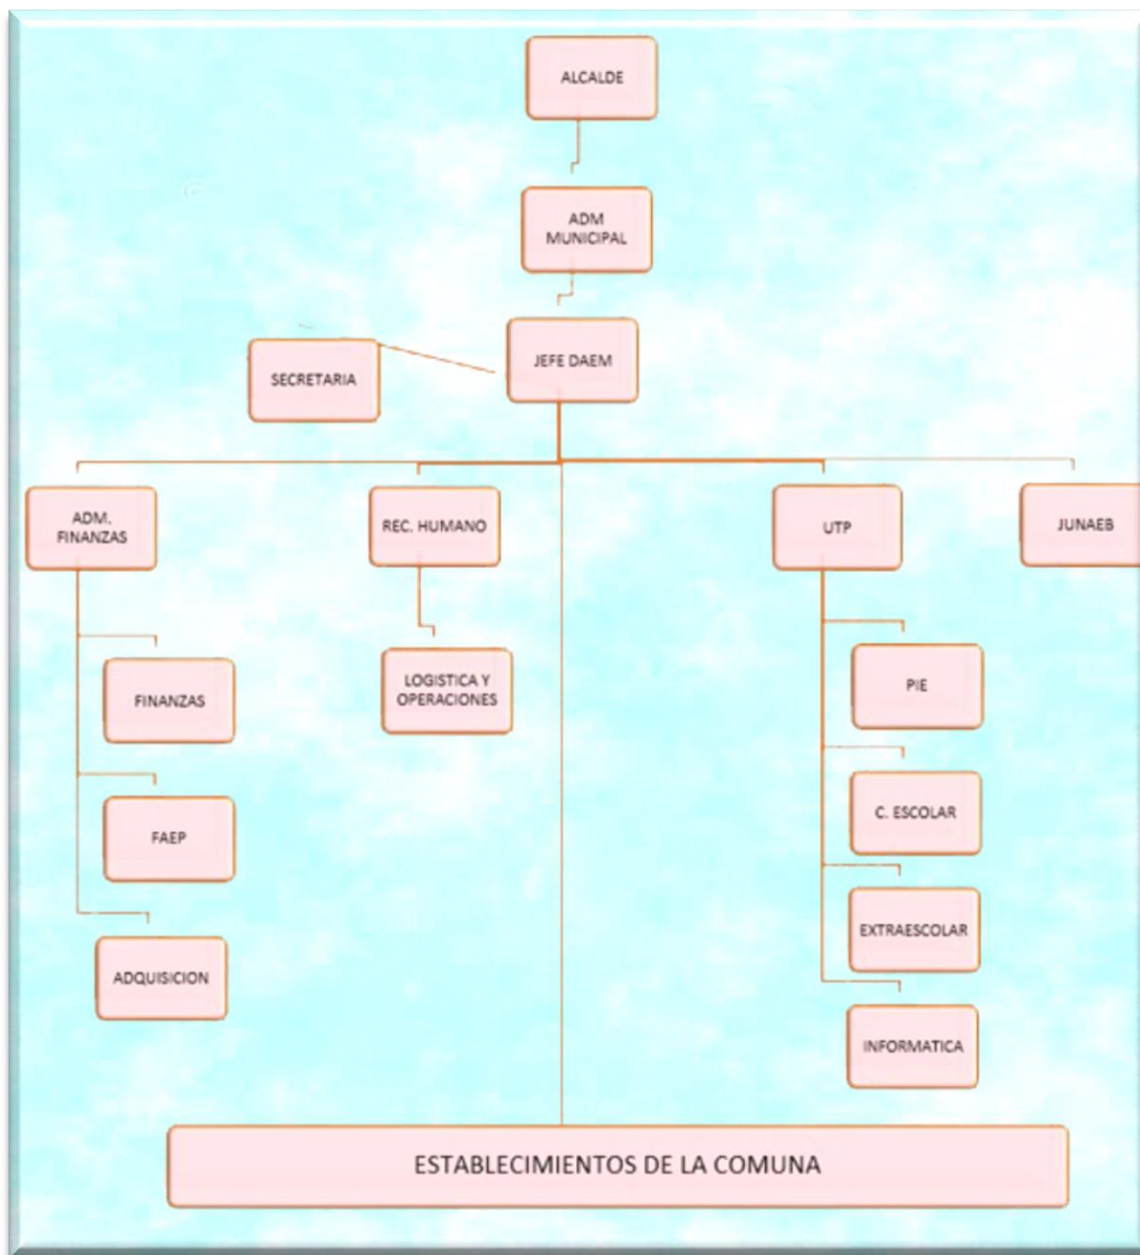 ALCALDE
ADM
MUNICIPAL
JEFE DAEM
SECRETARIA
ADM.
FINANZAS
REC. HUMANO
UTP
JUNAEB
FINANZAS
LOGISTICA Y
OPERACIONES
PIE
FAEP
C. ESCOLAR
ADQUISICION
EXTRAESCOLAR
INFORMATICA
ESTABLECIMIENTOS DE LA COMUNA